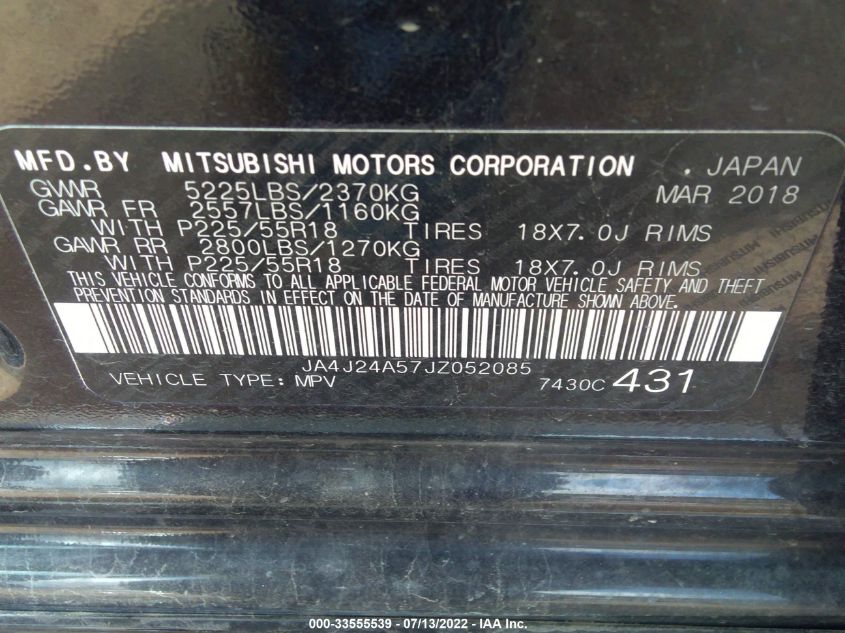 MFD.BY MITSUBISHI MOTORS CORPORATION . JAPAN
GVWR 5225LBS/2370KG MAR 2018
GAWR FR 2557LBS/1160KG
WITH P225/55R18 TIRES 18X7.0J RIMS
GAWR RR 2800LBS/1270KG
WITH P225/55R18 TIRES 18X7.0J RIMS
THIS VEHICLE CONFORMS TO ALL APPLICABLE FEDERAL MOTOR VEHICLE SAFETY AND THEFT
PREVENTION STANDARDS IN EFFECT ON THE DATE OF MANUFACTURE SHOWN ABOVE.
JA4J24A57JZ052085
VEHICLE TYPE: MPV 7430C 431
000-33555539 - 07/13/2022 - IAA Inc.